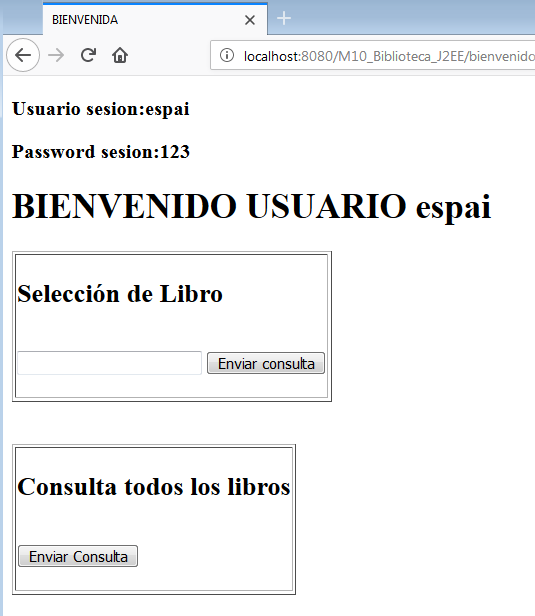 BIENVENIDA
localhost:8080/M10_Biblioteca_J2EE/bienvenido
Usuario sesion:espai
Password sesion:123
BIENVENIDO USUARIO espai
Selección de Libro
Enviar consulta
Consulta todos los libros
Enviar Consulta